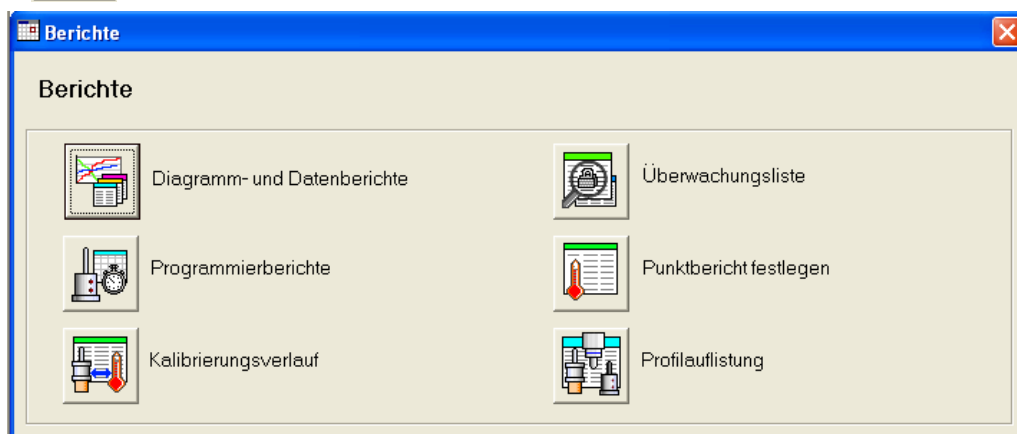 Berichte
Berichte
Diagramm- und Datenberichte
Überwachungsliste
Programmierberichte
Punktbericht festlegen
Kalibrierungsverlauf
Profilauflistung